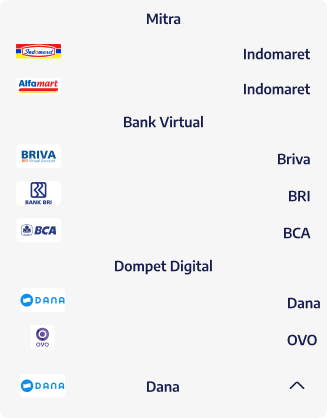 Mitra
Indomaret Indomaret
Alfamart Indomaret
Bank Virtual
BRIVA Briva
BANK BRI BRI
BCA BCA
Dompet Digital
DANA Dana
OVO OVO
DANA Dana